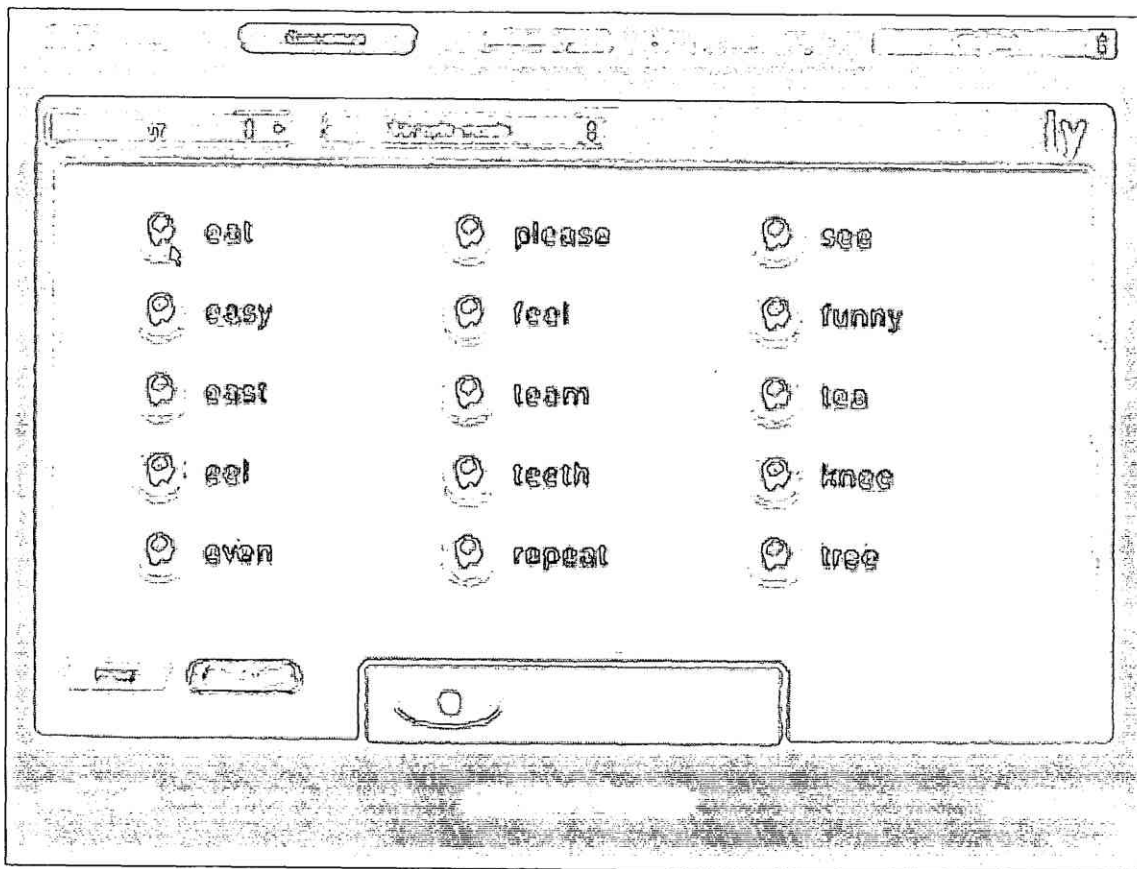 eat please see
easy feel funny
east team tea
eel teeth knee
even repeat tree